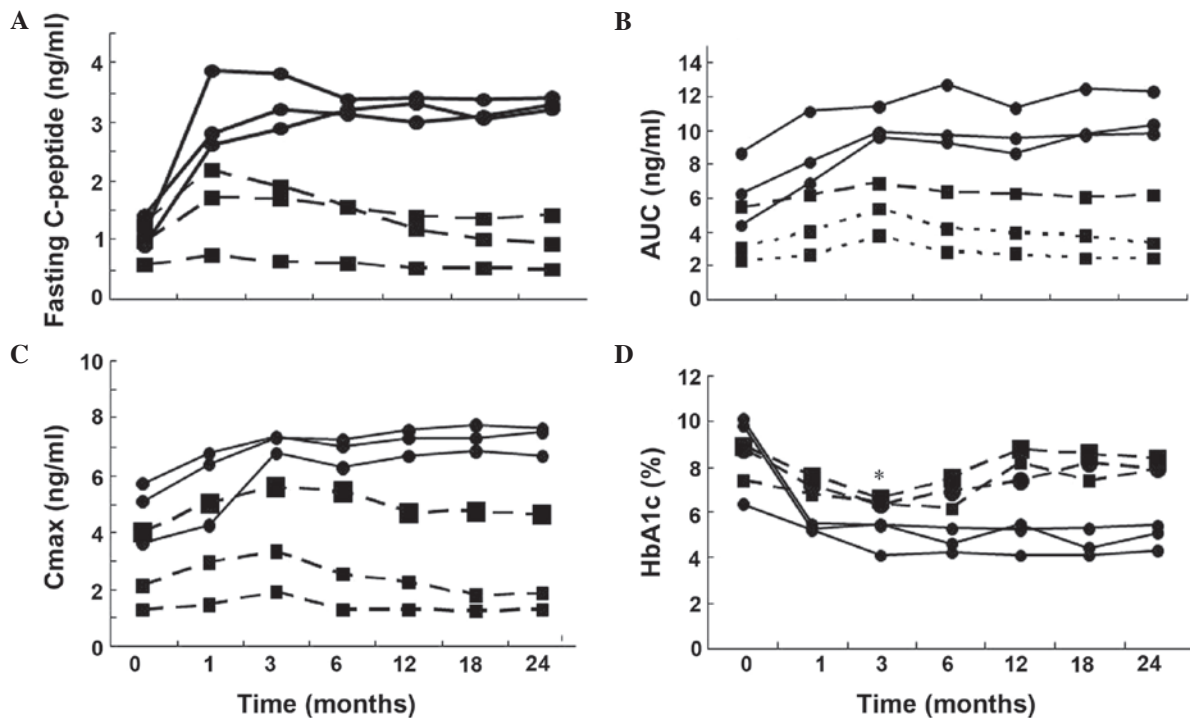 A
Fasting C-peptide (ng/ml)
4
3
2
1
0
B
AUC (ng/ml)
14
12
10
8
6
4
2
0
C
Cmax (ng/ml)
10
8
6
4
2
0
0 1 3 6 12 18 24
Time (months)
D
HbA1c (%)
12
10
8
6
4
2
0
*
0 1 3 6 12 18 24
Time (months)